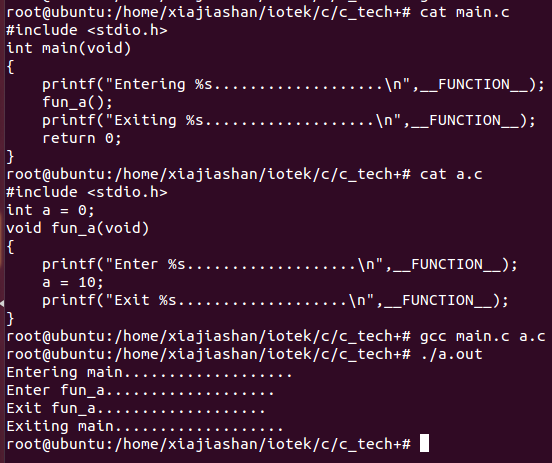 root@ubuntu:/home/xiajiashan/iotek/c/c_tech+# cat main.c
#include <stdio.h>
int main(void)
{
    printf("Entering %s...................\n",__FUNCTION__);
    fun_a();
    printf("Exiting %s...................\n",__FUNCTION__);
    return 0;
}
root@ubuntu:/home/xiajiashan/iotek/c/c_tech+# cat a.c
#include <stdio.h>
int a = 0;
void fun_a(void)
{
    printf("Enter %s...................\n",__FUNCTION__);
    a = 10;
    printf("Exit %s...................\n",__FUNCTION__);
}
root@ubuntu:/home/xiajiashan/iotek/c/c_tech+# gcc main.c a.c
root@ubuntu:/home/xiajiashan/iotek/c/c_tech+# ./a.out
Entering main...................
Enter fun_a...................
Exit fun_a...................
Exiting main...................
root@ubuntu:/home/xiajiashan/iotek/c/c_tech+#